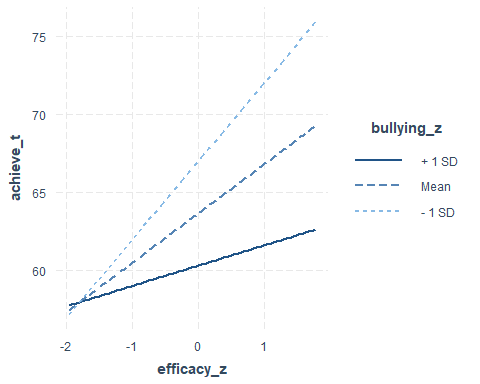 75
70
65
60
achieve_t
-2
-1
0
1
efficacy_z
bullying_z
+ 1 SD
Mean
- 1 SD